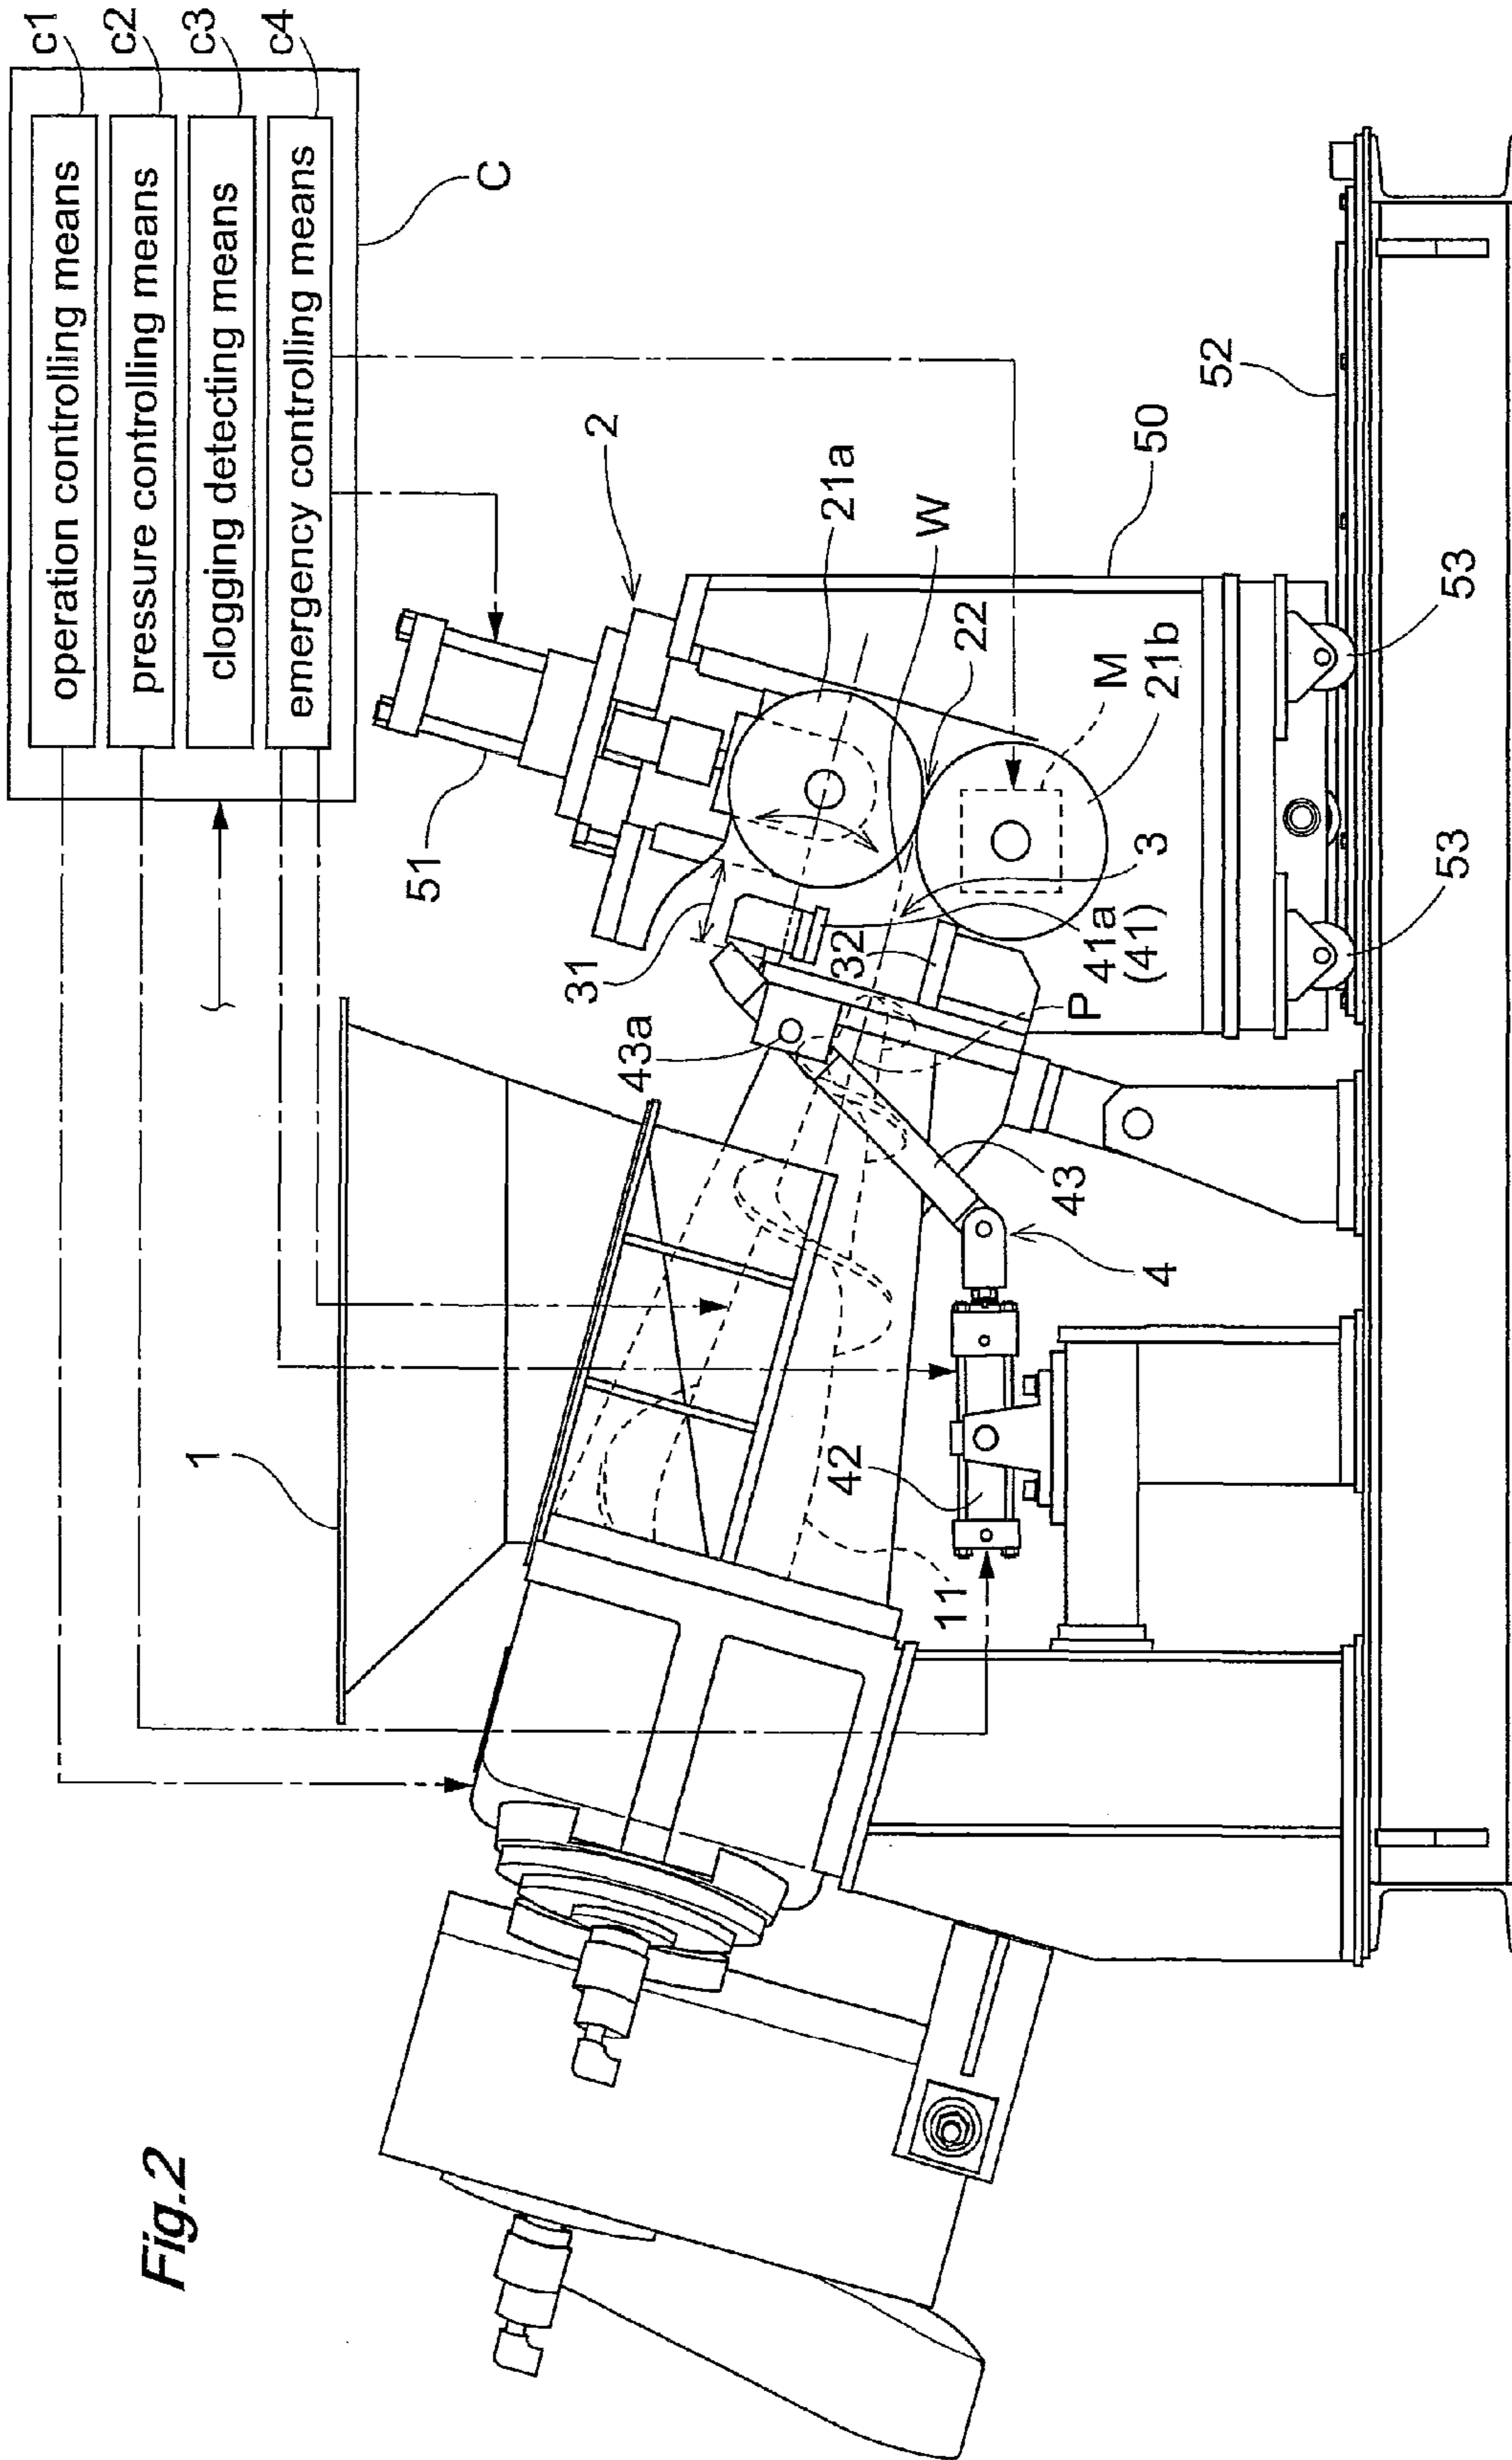 Fig.2
operation controlling means
c1
pressure controlling means
c2
clogging detecting means
c3
emergency controlling means
c4
C
1
51
2
31
21a
W
22
43a
32
3
M
21b
41a
(41)
P
50
52
43
4
42
11
53
53